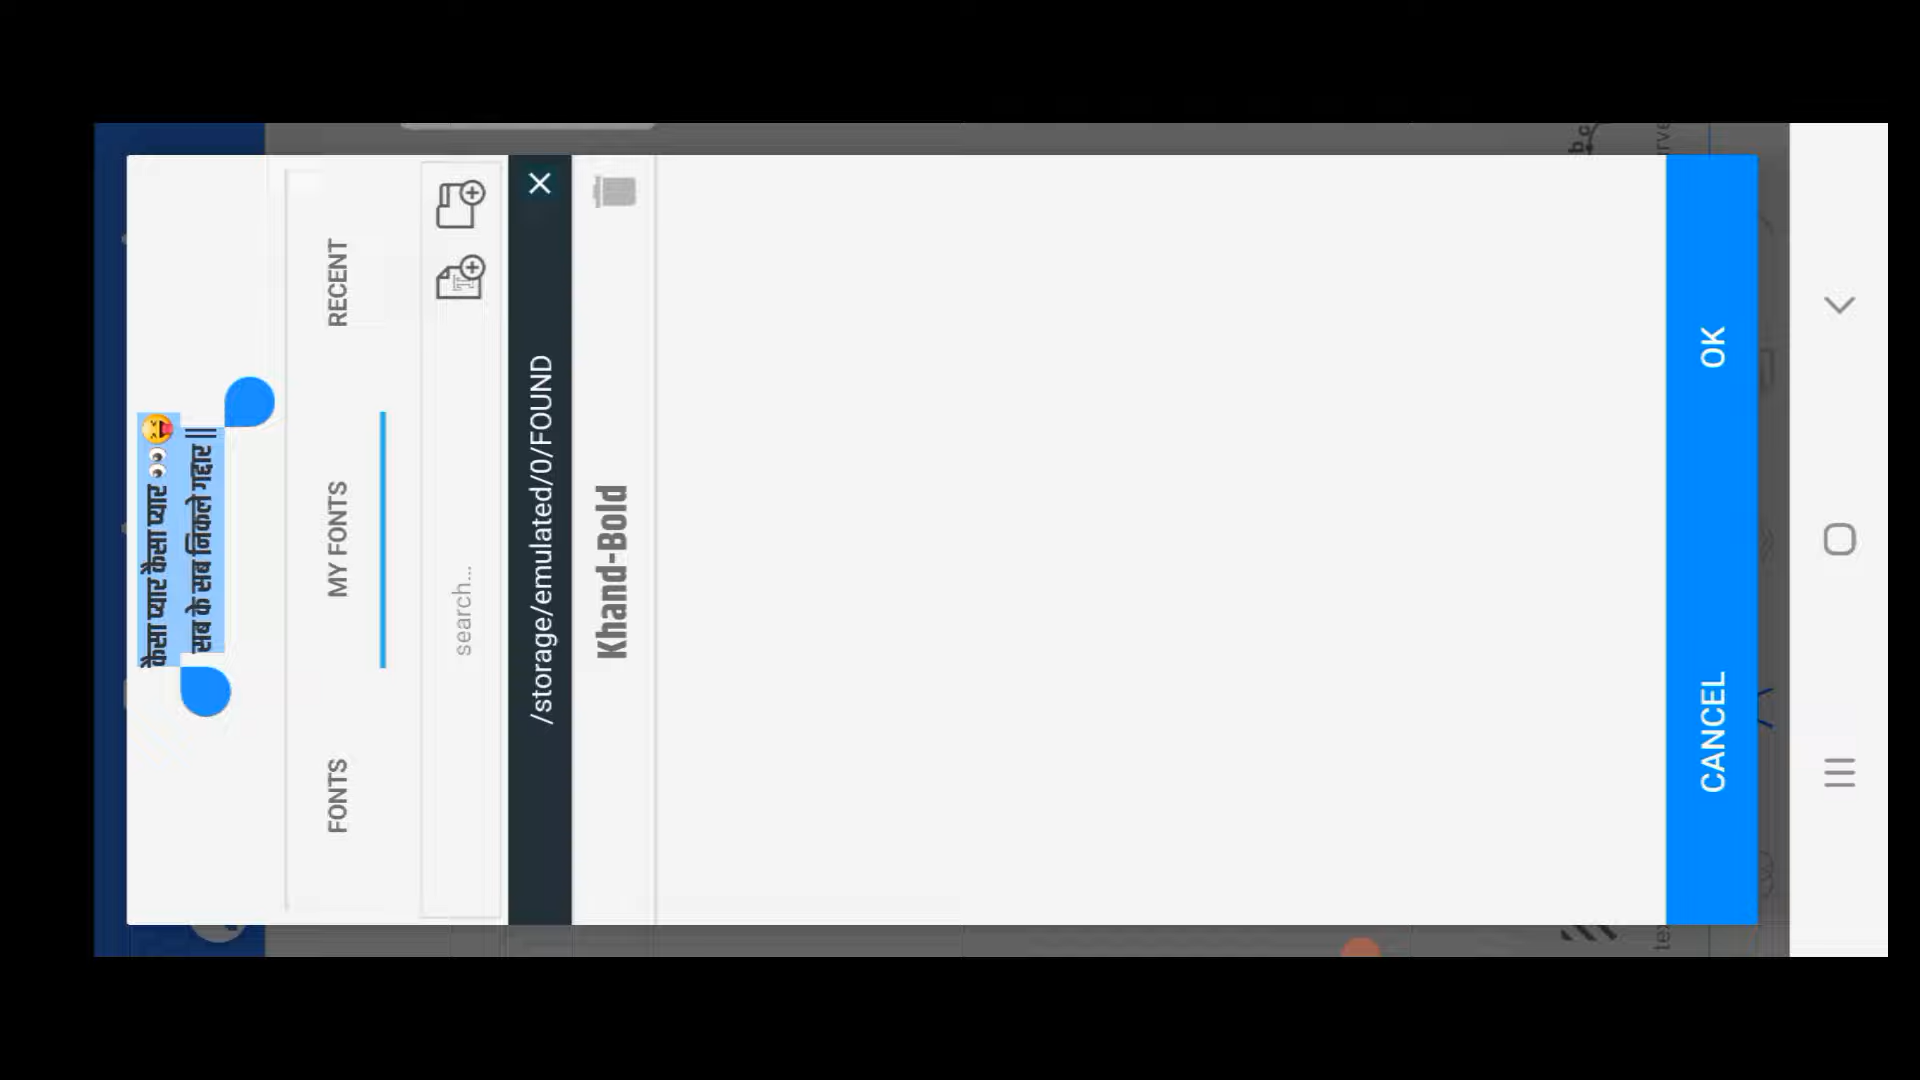 कैसा प्यार कैसा प्यार 👀😝
सब के सब निकले गद्दार ||
FONTS
MY FONTS
RECENT
search...
/storage/emulated/0/FOUND
Khand-Bold
CANCEL
OK